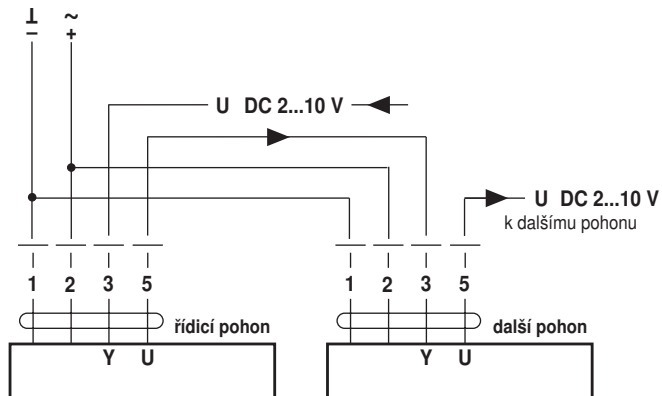 ⊥ ~
– +
U DC 2...10 V
U DC 2...10 V
k dalšímu pohonu
1 2 3 5
1 2 3 5
řídicí pohon
další pohon
Y U
Y U